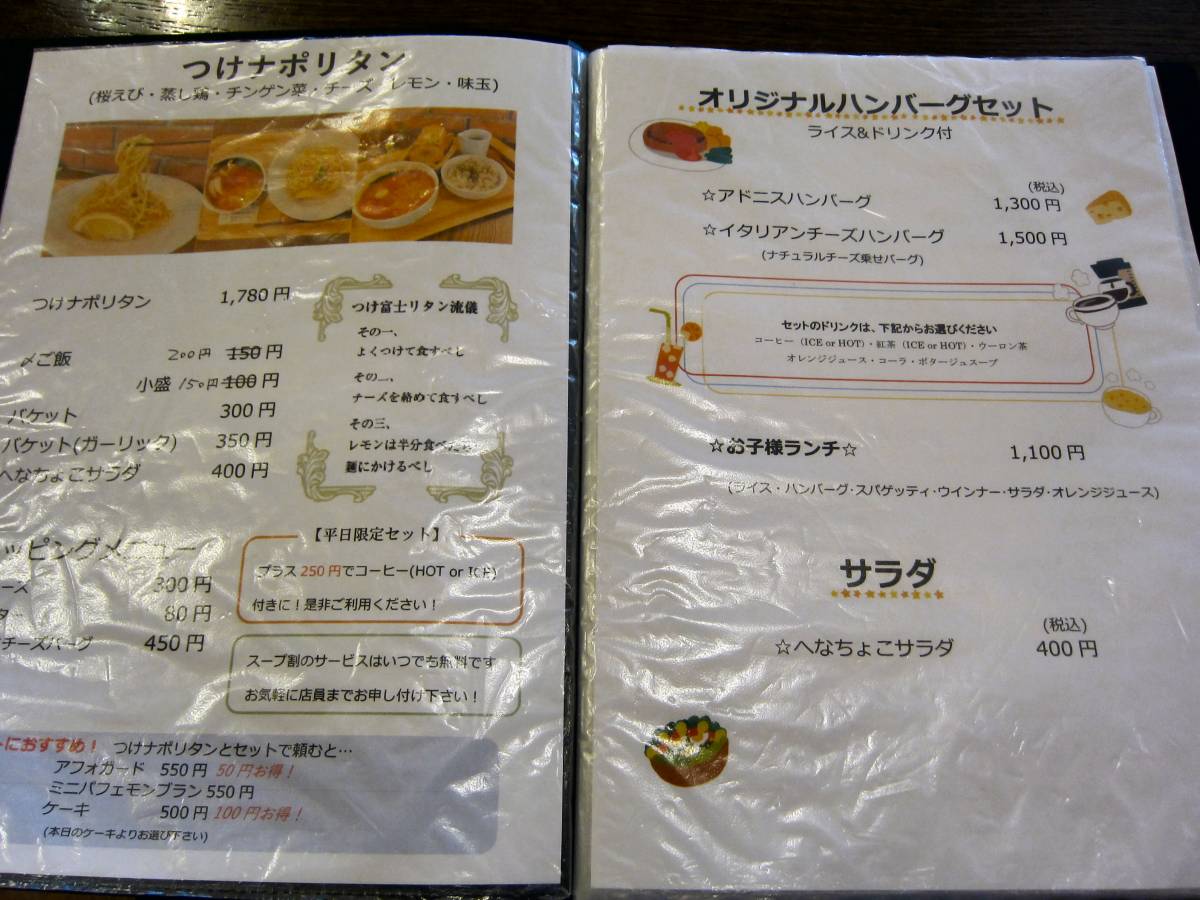 つけナポリタン
(桜えび・蒸し鶏・チンゲン菜・チーズ レモン・味玉)
つけナポリタン 1,780円
〆ご飯 200円 150円
小盛 150円 100円
バケット 300円
バケット(ガーリック) 350円
へなちょこサラダ 400円
つけ富士リタン流儀
その一、
よくつけて食すべし
その二、
チーズを絡めて食すべし
その三、
レモンは半分食べたら
麺にかけるべし
ッピングメニュー
ーズ 300円
80円
チーズバーグ 450円
【平日限定セット】
プラス250円でコーヒー(HOT or ICE)
付きに!是非ご利用ください!
スープ割のサービスはいつでも無料です
お気軽に店員までお申し付け下さい!
におすすめ! つけナポリタンとセットで頼むと…
アフォガード 550円 50円お得!
ミニパフェモンブラン 550円
ケーキ 500円 100円お得!
(本日のケーキよりお選び下さい)
オリジナルハンバーグセット
ライス&ドリンク付
(税込)
☆アドニスハンバーグ 1,300円
☆イタリアンチーズハンバーグ 1,500円
(ナチュラルチーズ乗せバーグ)
セットのドリンクは、下記からお選びください
コーヒー (ICE or HOT)・紅茶 (ICE or HOT)・ウーロン茶
オレンジジュース・コーラ・ポタージュスープ
☆お子様ランチ☆ 1,100円
(ライス・ハンバーグ・スパゲッティ・ウインナー・サラダ・オレンジジュース)
サラダ
(税込)
☆へなちょこサラダ 400円